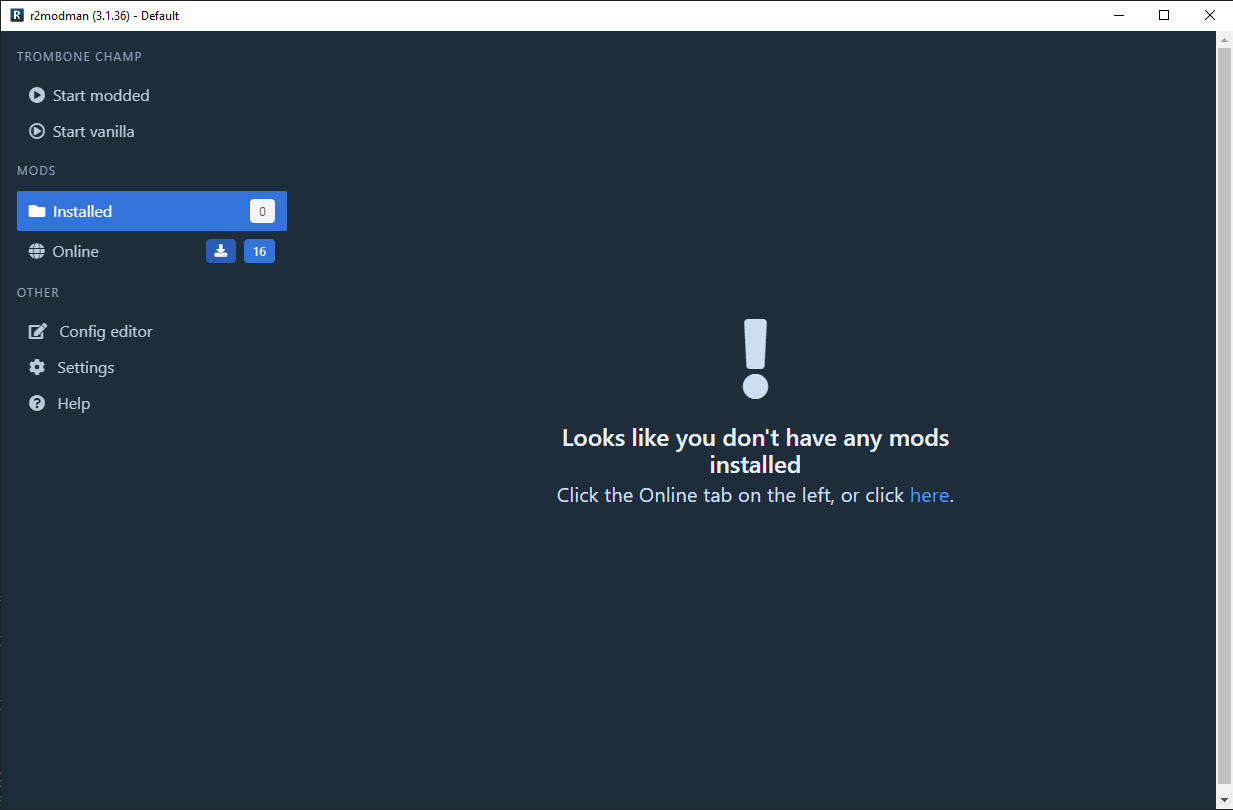 r2modman (3.1.36) - Default
TROMBONE CHAMP
Start modded
Start vanilla
MODS
Installed 0
Online 16
OTHER
Config editor
Settings
Help
Looks like you don't have any mods
installed
Click the Online tab on the left, or click here.